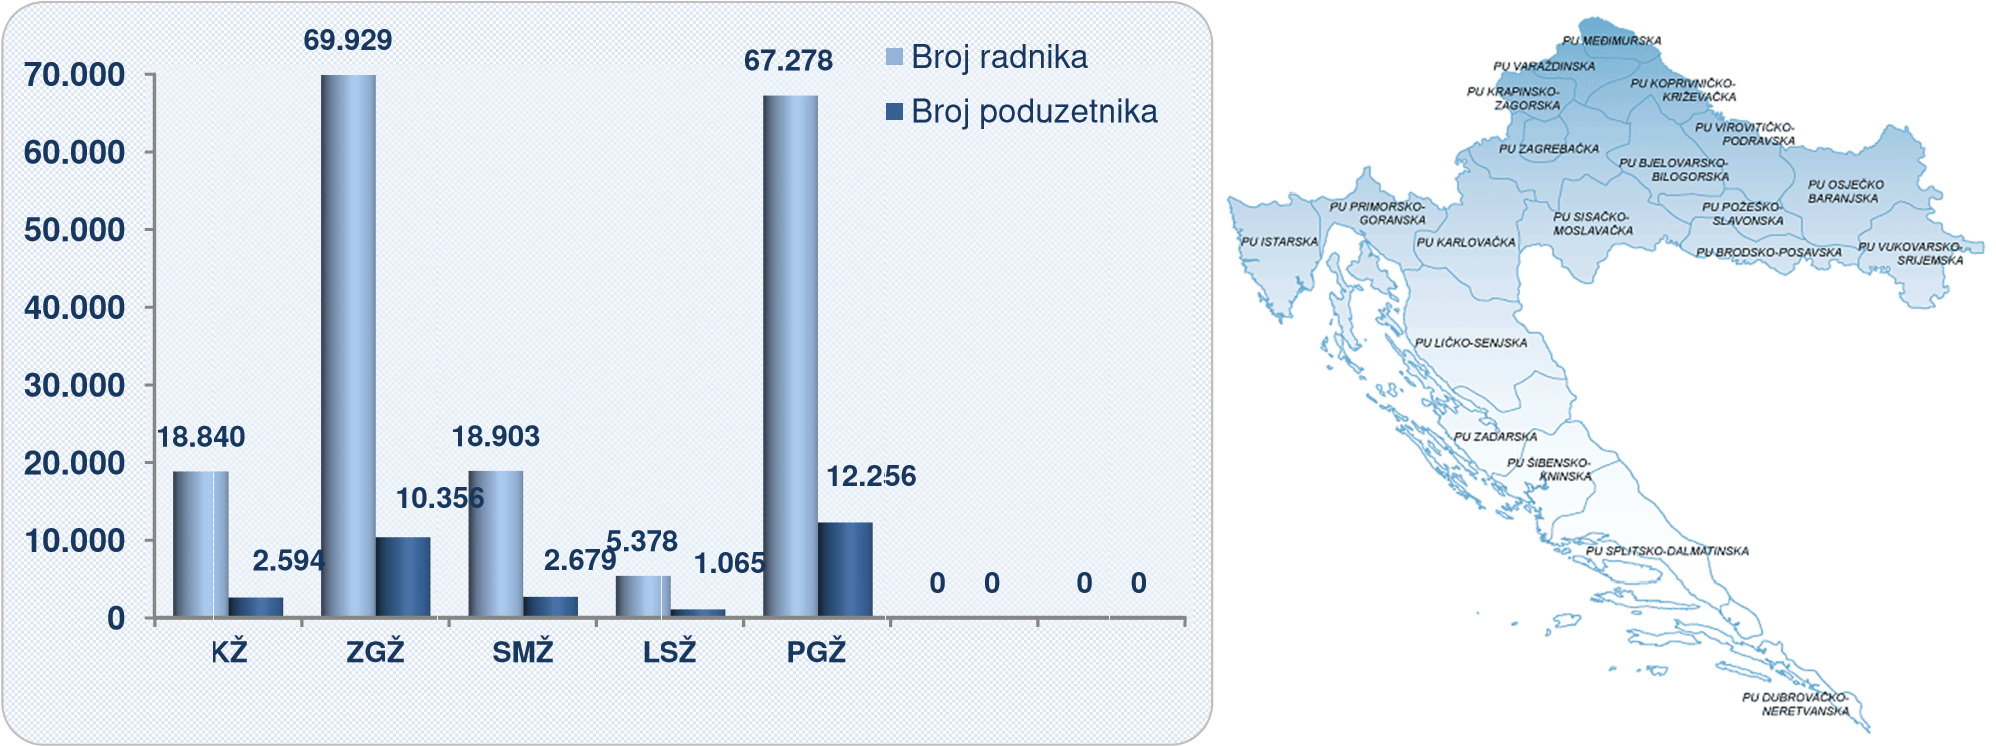 69.929
67.278
Broj radnika
Broj poduzetnika
70.000
60.000
50.000
40.000
30.000
20.000
10.000
0
18.840
2.594
10.356
18.903
2.679
5.378
1.065
12.256
0 0 0 0
KŽ ZGŽ SMŽ LSŽ PGŽ
PU MEĐIMURSKA
PU VARAŽDINSKA
PU KRAPINSKO-
ZAGORSKA
PU KOPRIVNIČKO-
KRIŽEVAČKA
PU VIROVITIČKO-
PODRAVSKA
PU ZAGREBAČKA
PU BJELOVARSKO-
BILOGORSKA
PU OSJEČKO
BARANJSKA
PU PRIMORSKO-
GORANSKA
PU SISAČKO-
MOSLAVAČKA
PU POŽEŠKO-
SLAVONSKA
PU ISTARSKA
PU KARLOVAČKA
PU BRODSKO-POSAVSKA
PU VUKOVARSKO-
SRIJEMSKA
PU LIČKO-SENJSKA
PU ZADARSKA
PU ŠIBENSKO-
KNINSKA
PU SPLITSKO-DALMATINSKA
PU DUBROVAČKO-
NERETVANSKA